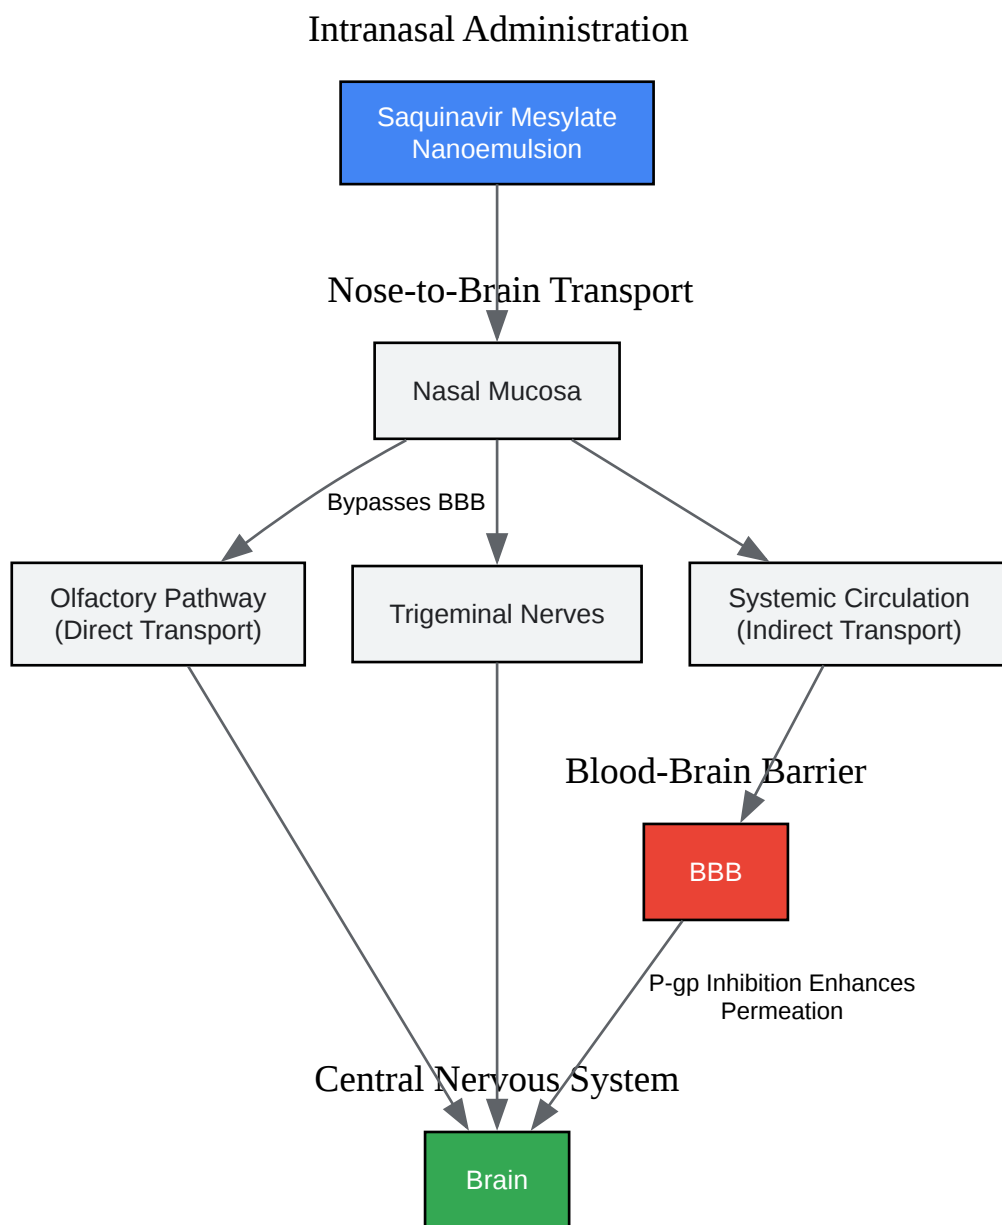 Intranasal Administration
Saquinavir Mesylate
Nanoemulsion
Nose-to-Brain Transport
Nasal Mucosa
Bypasses BBB
Olfactory Pathway
(Direct Transport)
Trigeminal Nerves
Systemic Circulation
(Indirect Transport)
Blood-Brain Barrier
BBB
P-gp Inhibition Enhances
Permeation
Central Nervous System
Brain